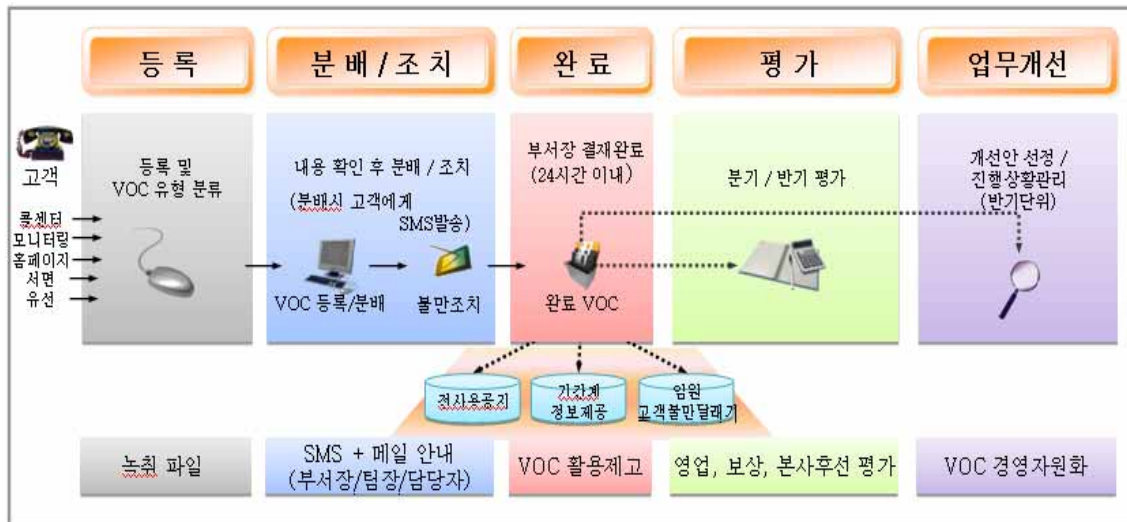 등 록
분 배 / 조 치
완 료
평 가
업무개선
고객
콜센터
모니터링
홈페이지
서면
유선
등록 및
VOC 유형 분류
내용 확인 후 분배 / 조치
(분배시 고객에게
SMS발송)
VOC 등록/분배
불만조치
부서장 결재완료
(24시간 이내)
완료 VOC
분기 / 반기 평가
개선안 선정 /
진행상황관리
(반기단위)
전사용공지
기간계
정보제공
임원
고객불만달래기
녹취 파일
SMS + 메일 안내
(부서장/팀장/담당자)
VOC 활용제고
영업, 보상, 본사후선 평가
VOC 경영자원화